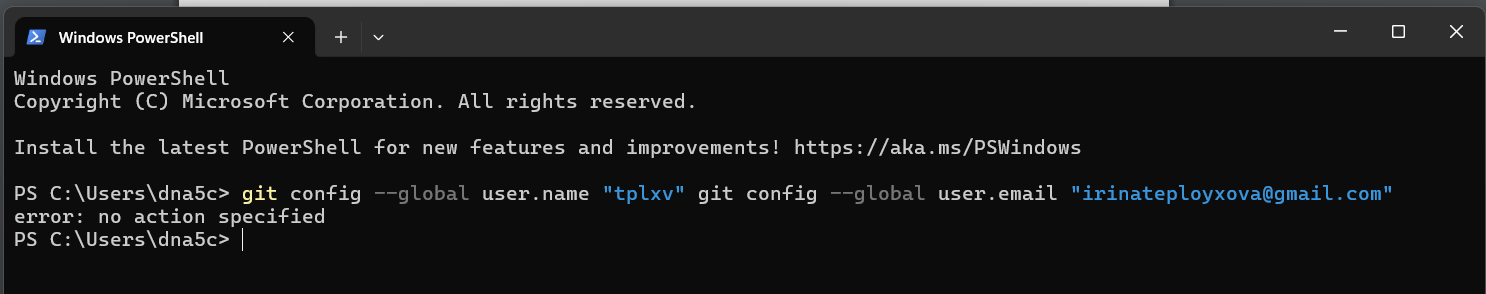 Windows PowerShell
Windows PowerShell
Copyright (C) Microsoft Corporation. All rights reserved.
Install the latest PowerShell for new features and improvements! https://aka.ms/PSWindows
PS C:\Users\dna5c> git config --global user.name "tplxv" git config --global user.email "irinateployxova@gmail.com"
error: no action specified
PS C:\Users\dna5c>